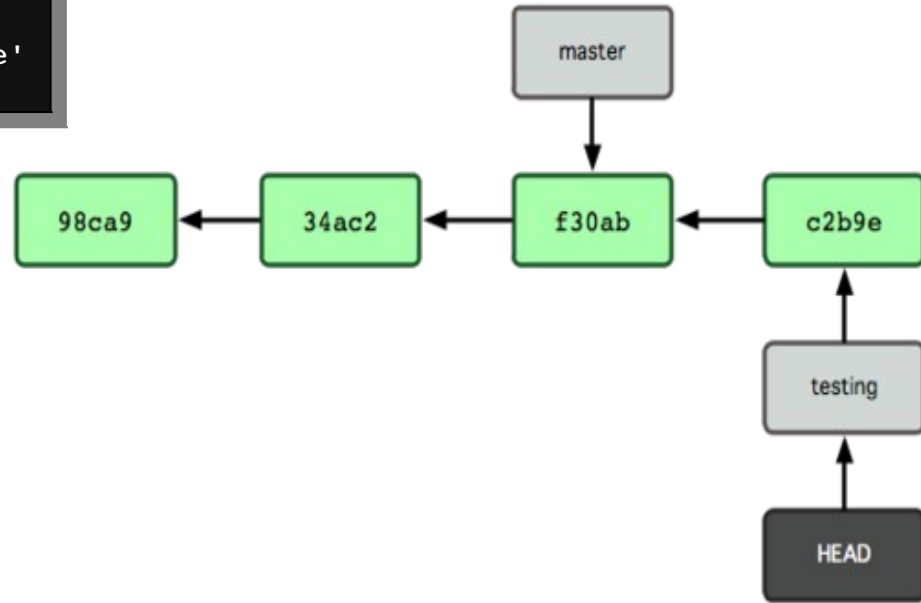 e'
master
98ca9
34ac2
f30ab
c2b9e
testing
HEAD